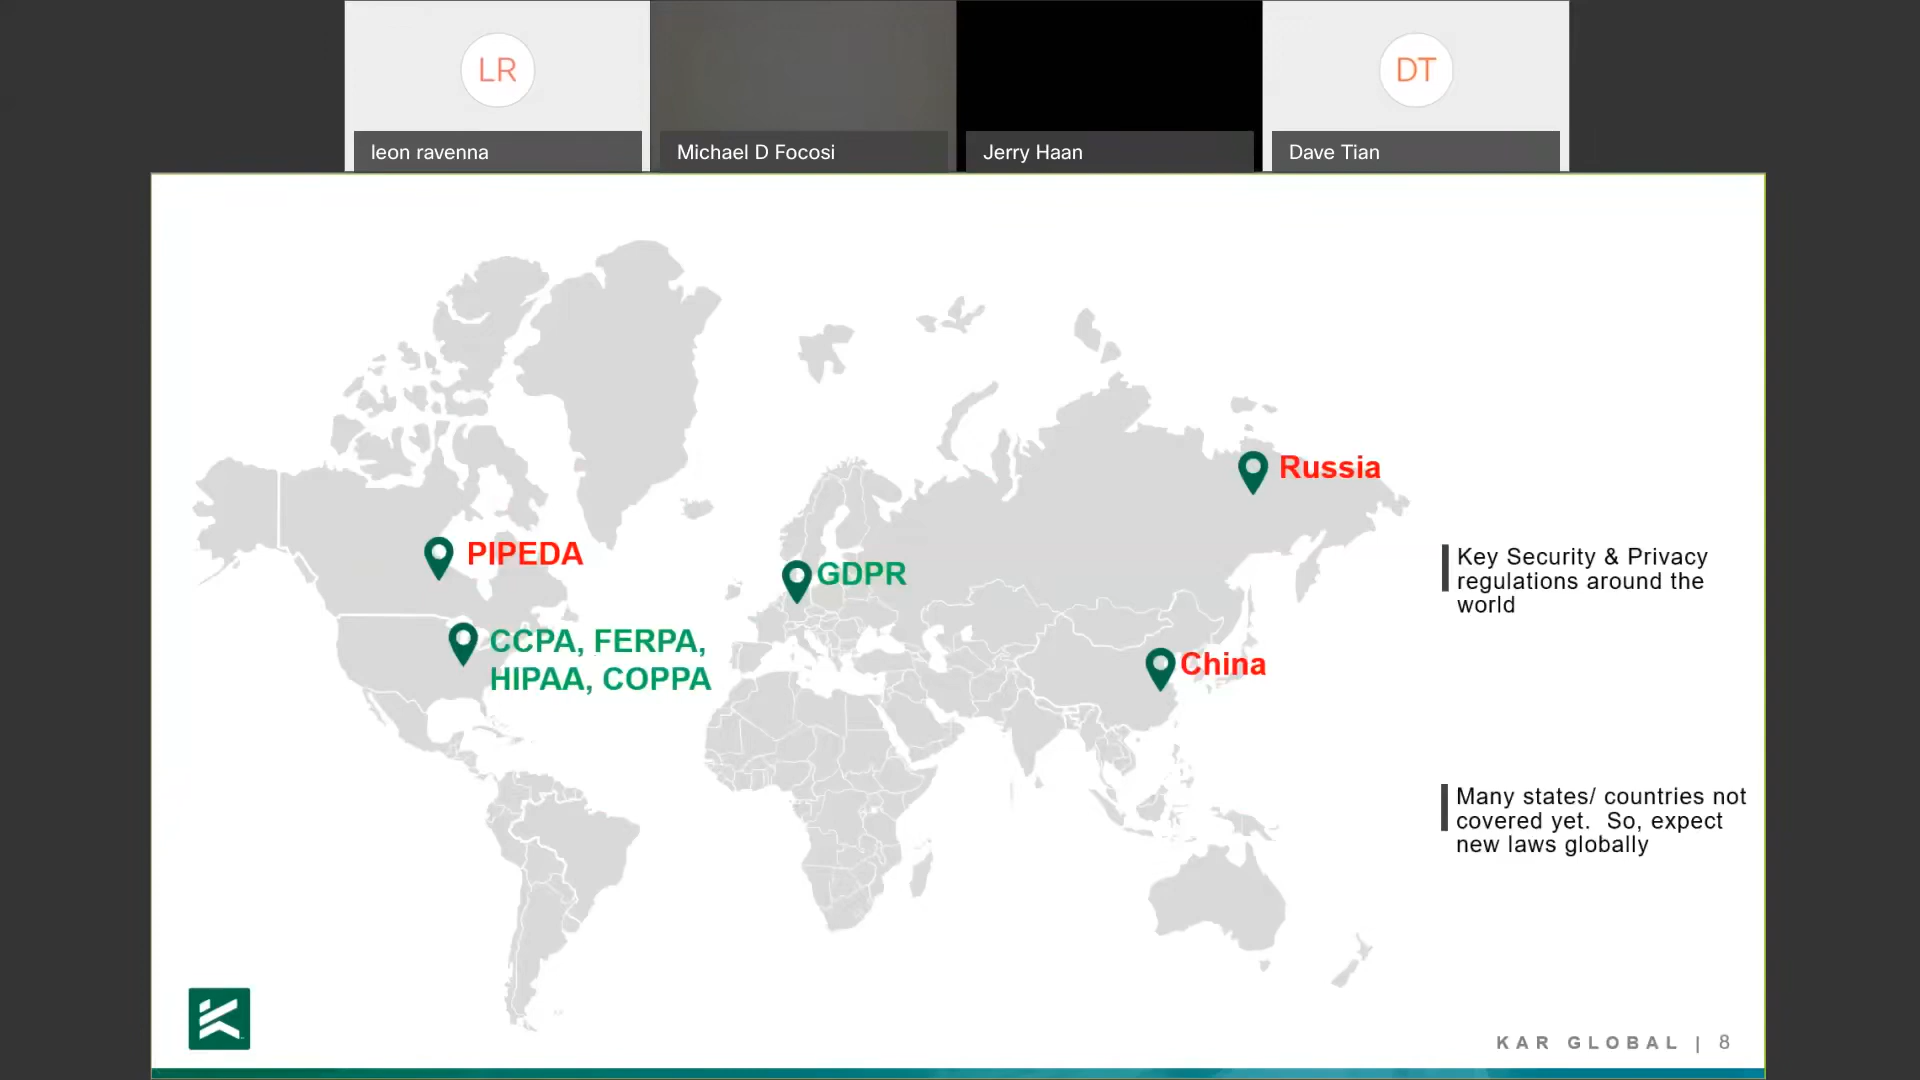 LR
DT
leon ravenna
Michael D Focosi
Jerry Haan
Dave Tian
Russia
PIPEDA
GDPR
CCPA, FERPA,
HIPAA, COPPA
China
Key Security & Privacy
regulations around the
world
Many states/ countries not
covered yet.  So, expect
new laws globally
KAR GLOBAL | 8